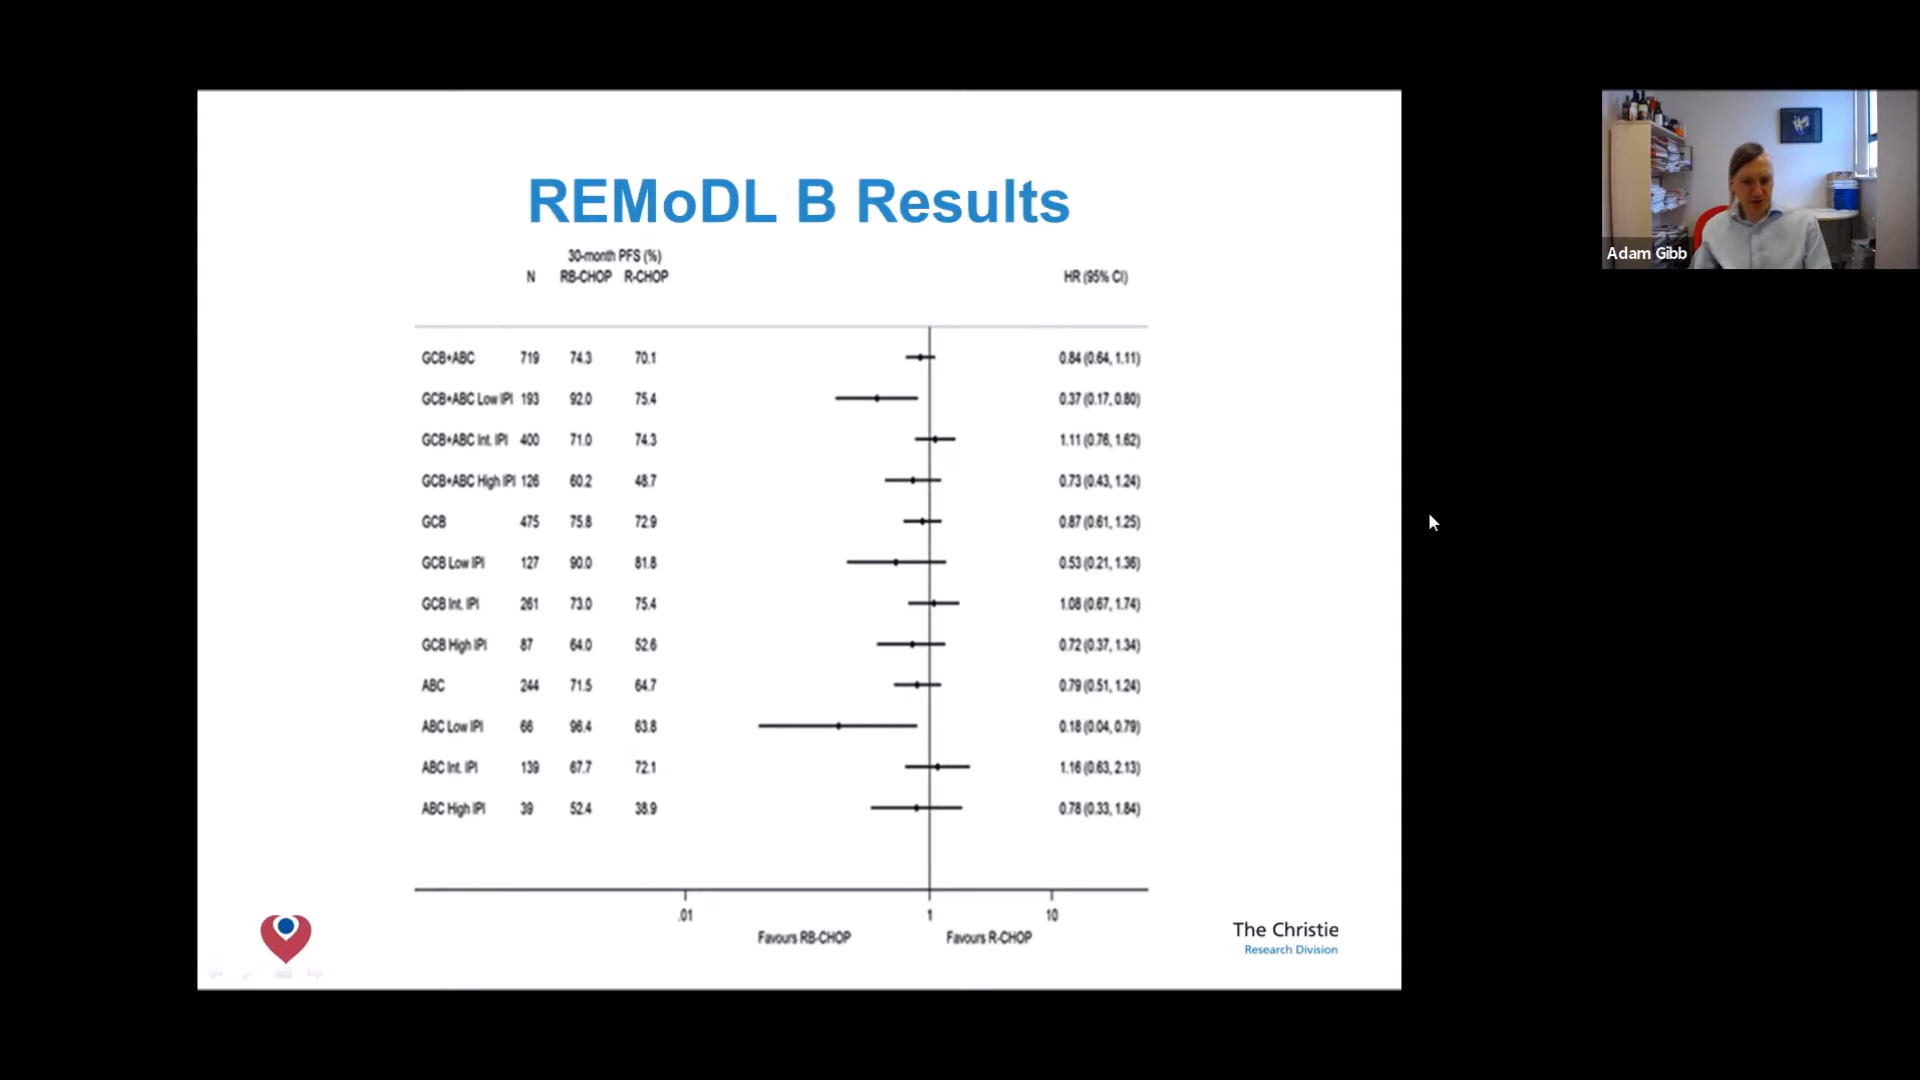 REMoDL B Results
30-month PFS (%)
N RB-CHOP R-CHOP HR (95% CI)
GCB+ABC 719 74.3 70.1 0.84 (0.64, 1.11)
GCB+ABC Low IPI 193 92.0 75.4 0.37 (0.17, 0.80)
GCB+ABC Int. IPI 400 71.0 74.3 1.11 (0.76, 1.62)
GCB+ABC High IPI 126 60.2 48.7 0.73 (0.43, 1.24)
GCB 475 75.8 72.9 0.87 (0.61, 1.25)
GCB Low IPI 127 90.0 81.8 0.53 (0.21, 1.36)
GCB Int. IPI 261 73.0 75.4 1.08 (0.67, 1.74)
GCB High IPI 87 64.0 52.6 0.72 (0.37, 1.34)
ABC 244 71.5 64.7 0.79 (0.51, 1.24)
ABC Low IPI 66 96.4 63.8 0.18 (0.04, 0.79)
ABC Int. IPI 139 67.7 72.1 1.16 (0.63, 2.13)
ABC High IPI 39 52.4 38.9 0.78 (0.33, 1.84)
.01 1 10
Favours RB-CHOP Favours R-CHOP
The Christie
Research Division
Adam Gibb